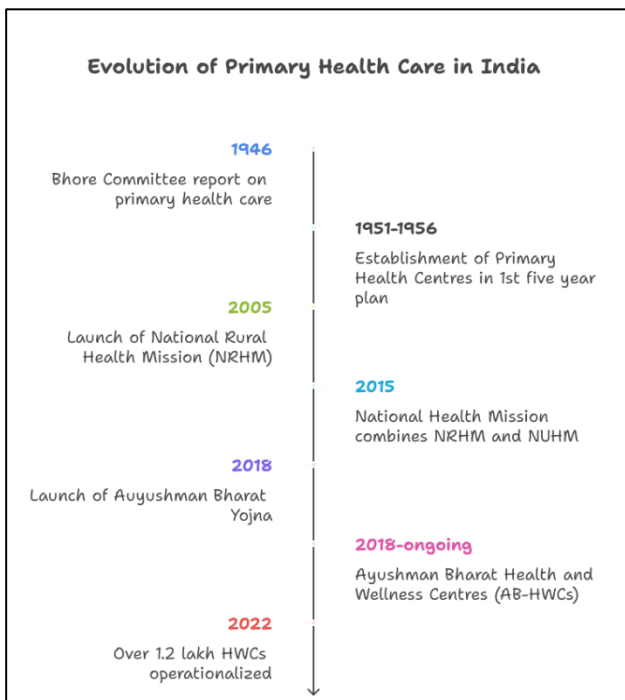 Evolution of Primary Health Care in India
1946
Bhore Committee report on
primary health care
1951-1956
Establishment of Primary
Health Centres in 1st five year
plan
2005
Launch of National Rural
Health Mission (NRHM)
2015
National Health Mission
combines NRHM and NUHM
2018
Launch of Auyushman Bharat
Yojna
2018-ongoing
Ayushman Bharat Health and
Wellness Centres (AB-HWCs)
2022
Over 1.2 lakh HWCs
operationalized